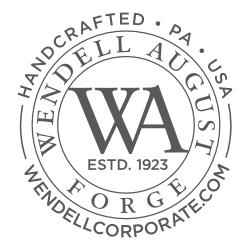 HANDCRAFTED • PA • USA
WENDELL AUGUST
WA
ESTD. 1923
FORGE
WENDELLCORPORATE.COM